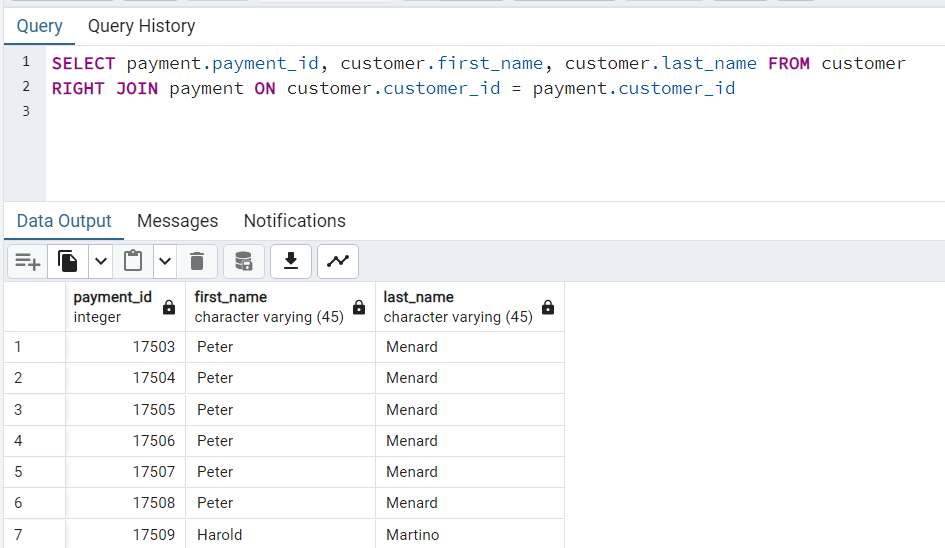 Query Query History
1 SELECT payment.payment_id, customer.first_name, customer.last_name FROM customer
2 RIGHT JOIN payment ON customer.customer_id = payment.customer_id
3
Data Output Messages Notifications
payment_id first_name last_name
integer character varying (45) character varying (45)
1 17503 Peter Menard
2 17504 Peter Menard
3 17505 Peter Menard
4 17506 Peter Menard
5 17507 Peter Menard
6 17508 Peter Menard
7 17509 Harold Martino